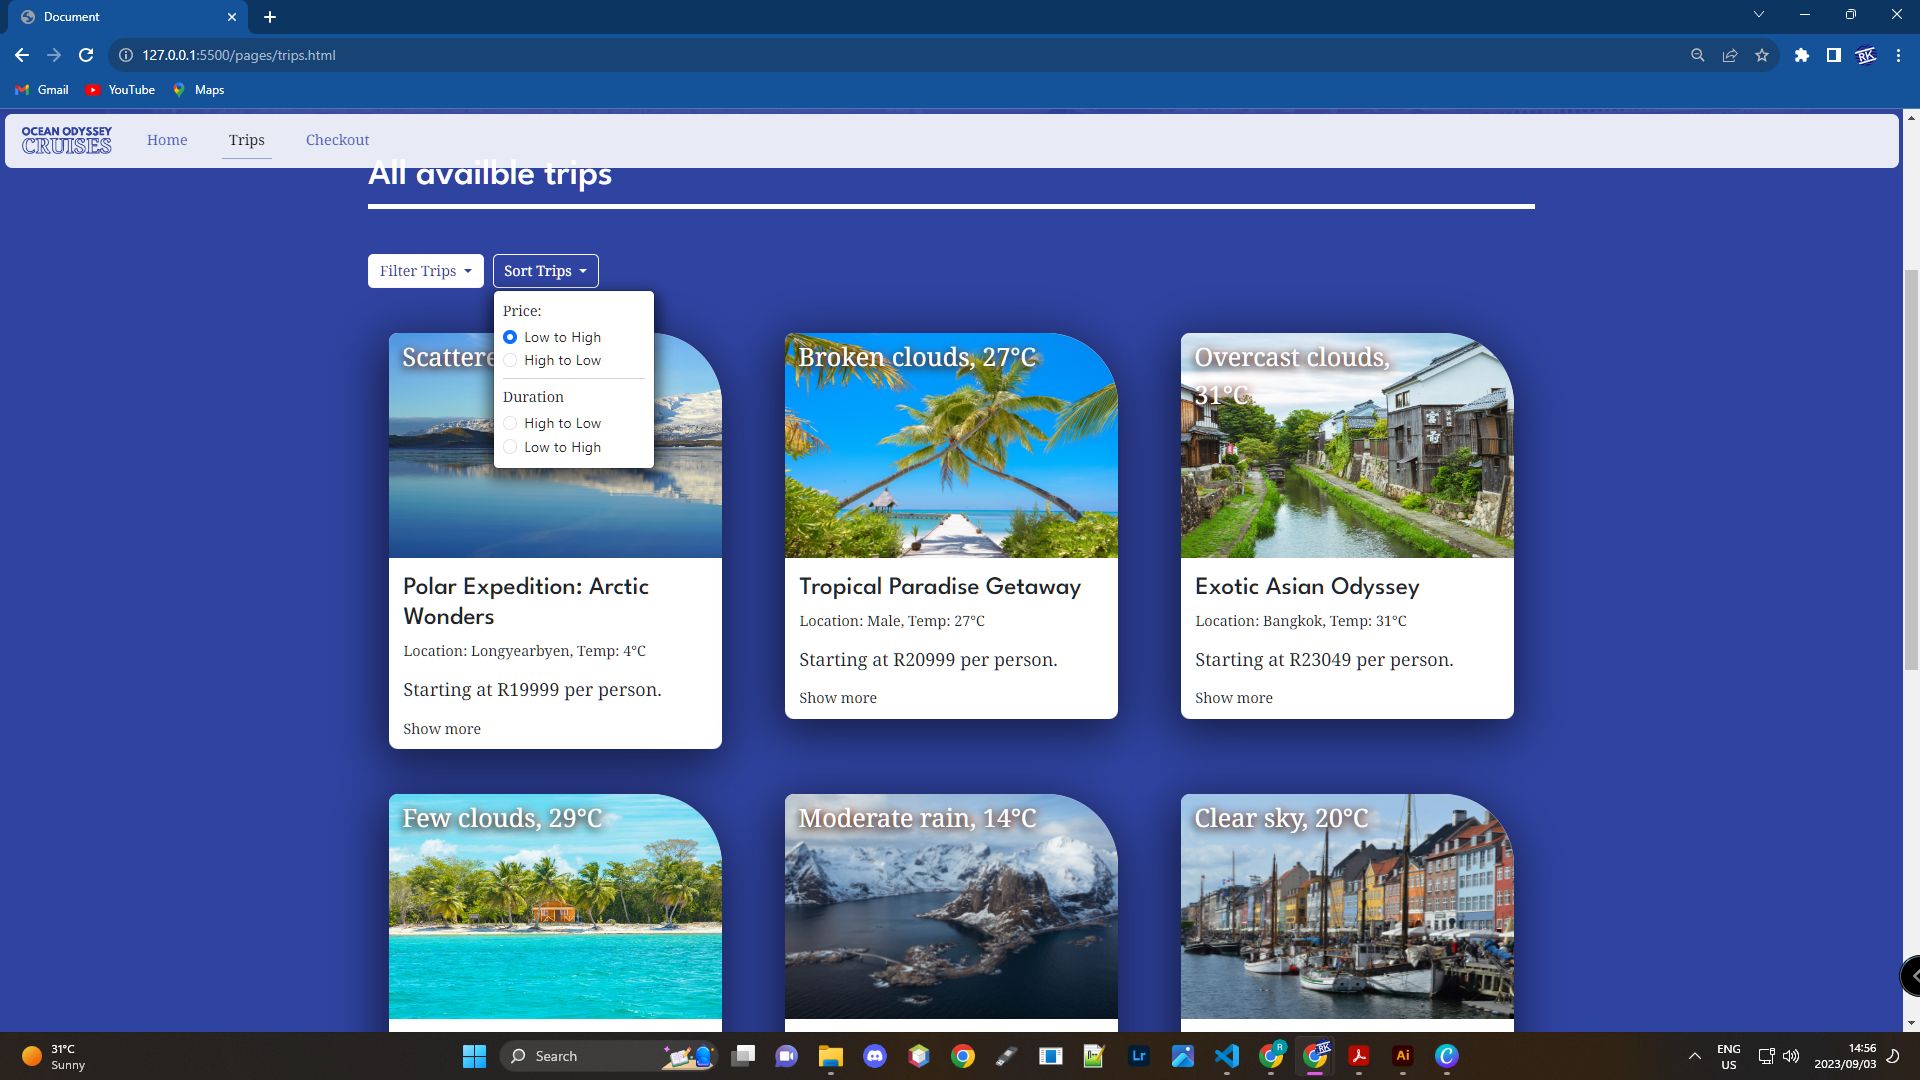 Document
127.0.0.1:5500/pages/trips.html
RK
Gmail
YouTube
Maps
OCEAN ODYSSEY
CRUISES
Home
Trips
Checkout
All availble trips
Filter Trips
Sort Trips
Price:
Low to High
High to Low
Duration
High to Low
Low to High
Scattere
Broken clouds, 27°C
Overcast clouds,
31°C
Polar Expedition: Arctic
Wonders
Location: Longyearbyen, Temp: 4°C
Starting at R19999 per person.
Show more
Tropical Paradise Getaway
Location: Male, Temp: 27°C
Starting at R20999 per person.
Show more
Exotic Asian Odyssey
Location: Bangkok, Temp: 31°C
Starting at R23049 per person.
Show more
Few clouds, 29°C
Moderate rain, 14°C
Clear sky, 20°C
31°C
Sunny
Search
Lr
R
RK
Ai
ENG
US
14:56
2023/09/03